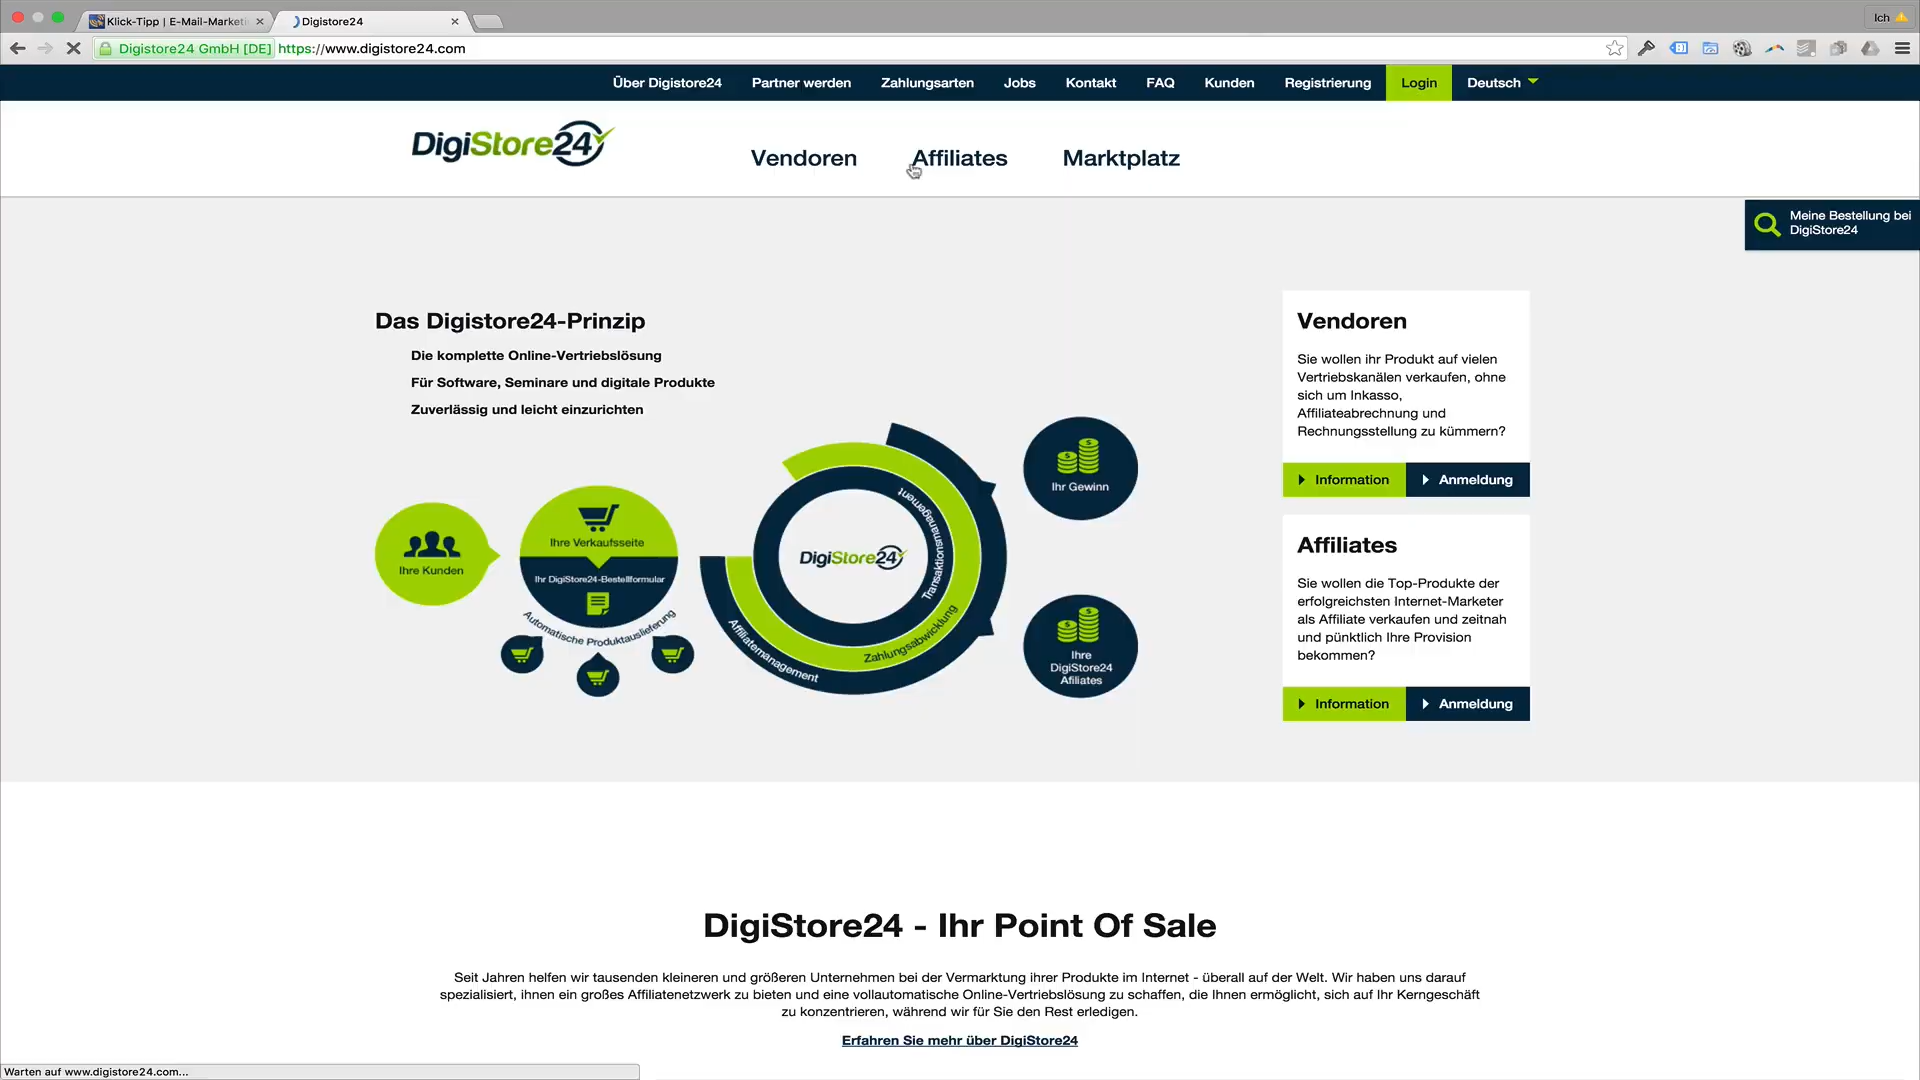 Klick-Tipp | E-Mail-Marketi
Digistore24
Ich
Digistore24 GmbH [DE] https://www.digistore24.com
Über Digistore24 Partner werden Zahlungsarten Jobs Kontakt FAQ Kunden Registrierung Login Deutsch
DigiStore24
Vendoren Affiliates Marktplatz
Meine Bestellung bei
DigiStore24
Das Digistore24-Prinzip
Die komplette Online-Vertriebslösung
Für Software, Seminare und digitale Produkte
Zuverlässig und leicht einzurichten
Ihre Kunden
Ihre Verkaufsseite
Ihr DigiStore24-Bestellformular
Automatische Produktauslieferung
DigiStore24
Transaktionsmanagement
Zahlungsabwicklung
Affiliatemanagement
Ihr Gewinn
Ihre
DigiStore24
Afiliates
Vendoren
Sie wollen ihr Produkt auf vielen
Vertriebskanälen verkaufen, ohne
sich um Inkasso,
Affiliateabrechnung und
Rechnungsstellung zu kümmern?
Information Anmeldung
Affiliates
Sie wollen die Top-Produkte der
erfolgreichsten Internet-Marketer
als Affiliate verkaufen und zeitnah
und pünktlich Ihre Provision
bekommen?
Information Anmeldung
DigiStore24 - Ihr Point Of Sale
Seit Jahren helfen wir tausenden kleineren und größeren Unternehmen bei der Vermarktung ihrer Produkte im Internet - überall auf der Welt. Wir haben uns darauf
spezialisiert, ihnen ein großes Affiliatenetzwerk zu bieten und eine vollautomatische Online-Vertriebslösung zu schaffen, die Ihnen ermöglicht, sich auf Ihr Kerngeschäft
zu konzentrieren, während wir für Sie den Rest erledigen.
Erfahren Sie mehr über DigiStore24
Warten auf www.digistore24.com...